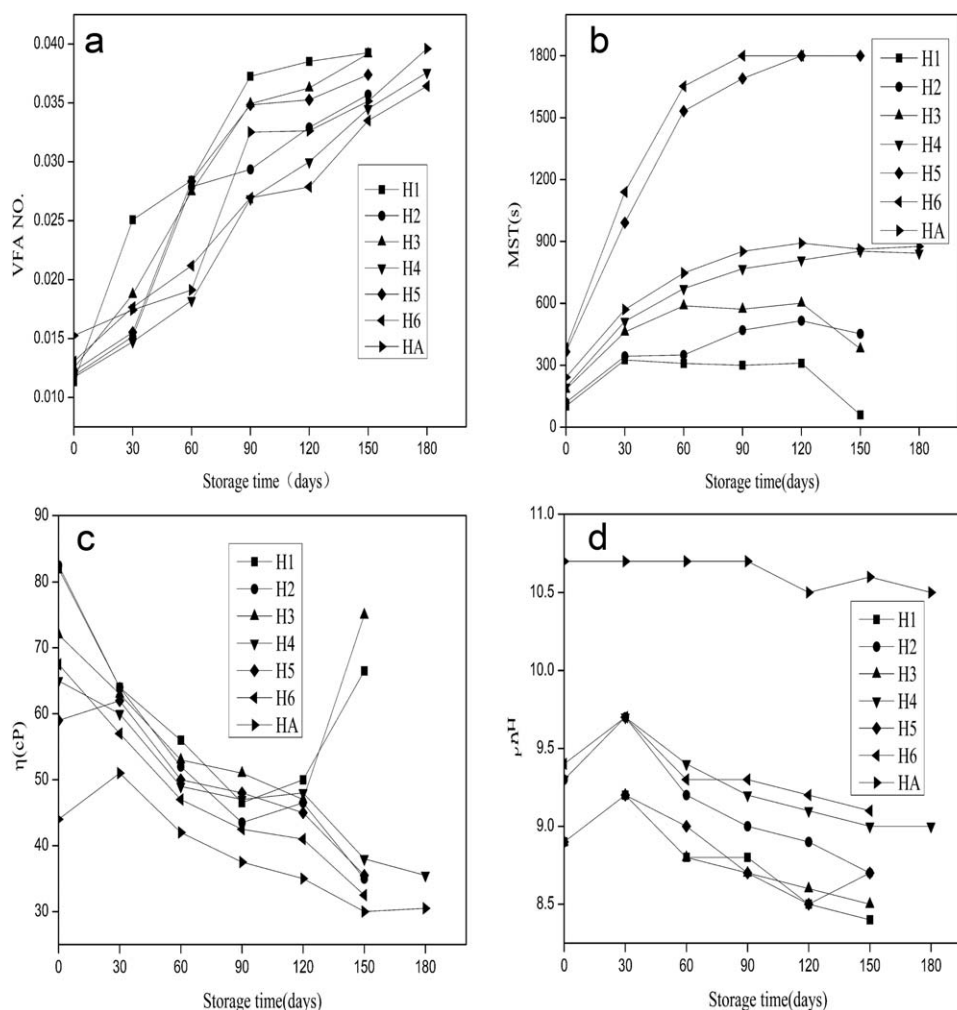 a
0.040
0.035
0.030
0.025
0.020
0.015
0.010
VFA NO.
H1
H2
H3
H4
H5
H6
HA
0 30 60 90 120 150 180
Storage time（days）
b
1800
1500
1200
900
600
300
0
MST(s)
H1
H2
H3
H4
H5
H6
HA
0 30 60 90 120 150 180
Storage time(days)
c
90
80
70
60
50
40
30
η(cP)
H1
H2
H3
H4
H5
H6
HA
0 30 60 90 120 150 180
Storage time(days)
d
11.0
10.5
10.0
9.5
9.0
8.5
H1
H2
H3
H4
H5
H6
HA
0 30 60 90 120 150 180
Storage time(days)